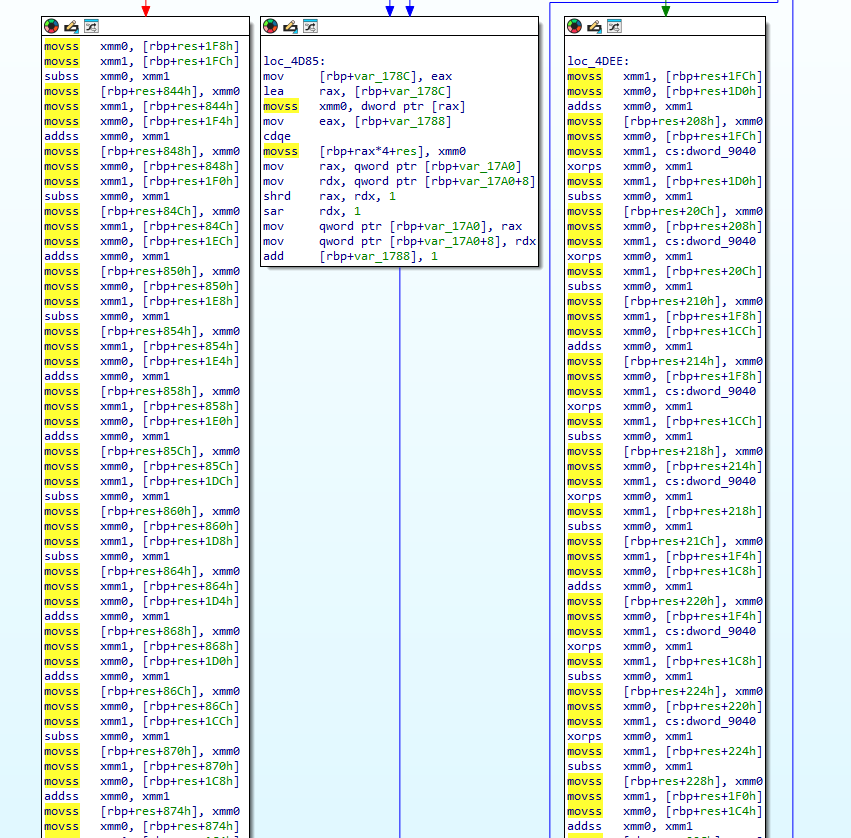 movss xmm0, [rbp+res+1F8h]
movss xmm1, [rbp+res+1FCh]
subss xmm0, xmm1
movss [rbp+res+844h], xmm0
movss xmm1, [rbp+res+844h]
movss xmm0, [rbp+res+1F4h]
addss xmm0, xmm1
movss [rbp+res+848h], xmm0
movss xmm0, [rbp+res+848h]
movss xmm1, [rbp+res+1F0h]
subss xmm0, xmm1
movss [rbp+res+84Ch], xmm0
movss xmm1, [rbp+res+84Ch]
movss xmm0, [rbp+res+1ECh]
addss xmm0, xmm1
movss [rbp+res+850h], xmm0
movss xmm0, [rbp+res+850h]
movss xmm1, [rbp+res+1E8h]
subss xmm0, xmm1
movss [rbp+res+854h], xmm0
movss xmm1, [rbp+res+854h]
movss xmm0, [rbp+res+1E4h]
addss xmm0, xmm1
movss [rbp+res+858h], xmm0
movss xmm1, [rbp+res+858h]
movss xmm0, [rbp+res+1E0h]
addss xmm0, xmm1
movss [rbp+res+85Ch], xmm0
movss xmm0, [rbp+res+85Ch]
movss xmm1, [rbp+res+1DCh]
subss xmm0, xmm1
movss [rbp+res+860h], xmm0
movss xmm0, [rbp+res+860h]
movss xmm1, [rbp+res+1D8h]
subss xmm0, xmm1
movss [rbp+res+864h], xmm0
movss xmm1, [rbp+res+864h]
movss xmm0, [rbp+res+1D4h]
addss xmm0, xmm1
movss [rbp+res+868h], xmm0
movss xmm1, [rbp+res+868h]
movss xmm0, [rbp+res+1D0h]
addss xmm0, xmm1
movss [rbp+res+86Ch], xmm0
movss xmm0, [rbp+res+86Ch]
movss xmm1, [rbp+res+1CCh]
subss xmm0, xmm1
movss [rbp+res+870h], xmm0
movss xmm1, [rbp+res+870h]
movss xmm0, [rbp+res+1C8h]
addss xmm0, xmm1
movss [rbp+res+874h], xmm0
movss xmm0, [rbp+res+874h]
loc_4D85:
mov [rbp+var_178C], eax
lea rax, [rbp+var_178C]
movss xmm0, dword ptr [rax]
mov eax, [rbp+var_1788]
cdqe
movss [rbp+rax*4+res], xmm0
mov rax, qword ptr [rbp+var_17A0]
mov rdx, qword ptr [rbp+var_17A0+8]
shrd rax, rdx, 1
sar rdx, 1
mov qword ptr [rbp+var_17A0], rax
mov qword ptr [rbp+var_17A0+8], rdx
add [rbp+var_1788], 1
loc_4DEE:
movss xmm1, [rbp+res+1FCh]
movss xmm0, [rbp+res+1D0h]
addss xmm0, xmm1
movss [rbp+res+208h], xmm0
movss xmm0, [rbp+res+1FCh]
movss xmm1, cs:dword_9040
xorps xmm0, xmm1
movss xmm1, [rbp+res+1D0h]
subss xmm0, xmm1
movss [rbp+res+20Ch], xmm0
movss xmm0, [rbp+res+208h]
movss xmm1, cs:dword_9040
xorps xmm0, xmm1
movss xmm1, [rbp+res+20Ch]
subss xmm0, xmm1
movss [rbp+res+210h], xmm0
movss xmm1, [rbp+res+1F8h]
movss xmm0, [rbp+res+1CCh]
addss xmm0, xmm1
movss [rbp+res+214h], xmm0
movss xmm0, [rbp+res+1F8h]
movss xmm1, cs:dword_9040
xorps xmm0, xmm1
movss xmm1, [rbp+res+1CCh]
subss xmm0, xmm1
movss [rbp+res+218h], xmm0
movss xmm0, [rbp+res+214h]
movss xmm1, cs:dword_9040
xorps xmm0, xmm1
movss xmm1, [rbp+res+218h]
subss xmm0, xmm1
movss [rbp+res+21Ch], xmm0
movss xmm1, [rbp+res+1F4h]
movss xmm0, [rbp+res+1C8h]
addss xmm0, xmm1
movss [rbp+res+220h], xmm0
movss xmm0, [rbp+res+1F4h]
movss xmm1, cs:dword_9040
xorps xmm0, xmm1
movss xmm1, [rbp+res+1C8h]
subss xmm0, xmm1
movss [rbp+res+224h], xmm0
movss xmm0, [rbp+res+220h]
movss xmm1, cs:dword_9040
xorps xmm0, xmm1
movss xmm1, [rbp+res+224h]
subss xmm0, xmm1
movss [rbp+res+228h], xmm0
movss xmm1, [rbp+res+1F0h]
movss xmm0, [rbp+res+1C4h]
addss xmm0, xmm1